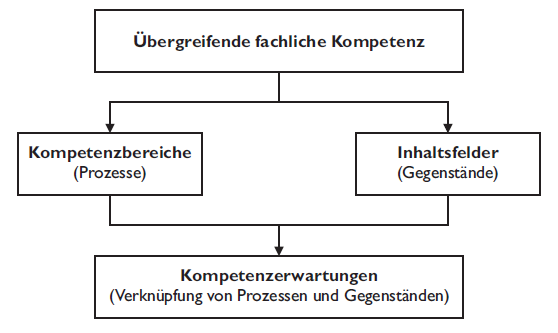 Übergreifende fachliche Kompetenz
Kompetenzbereiche
(Prozesse)
Inhaltsfelder
(Gegenstände)
Kompetenzerwartungen
(Verknüpfung von Prozessen und Gegenständen)